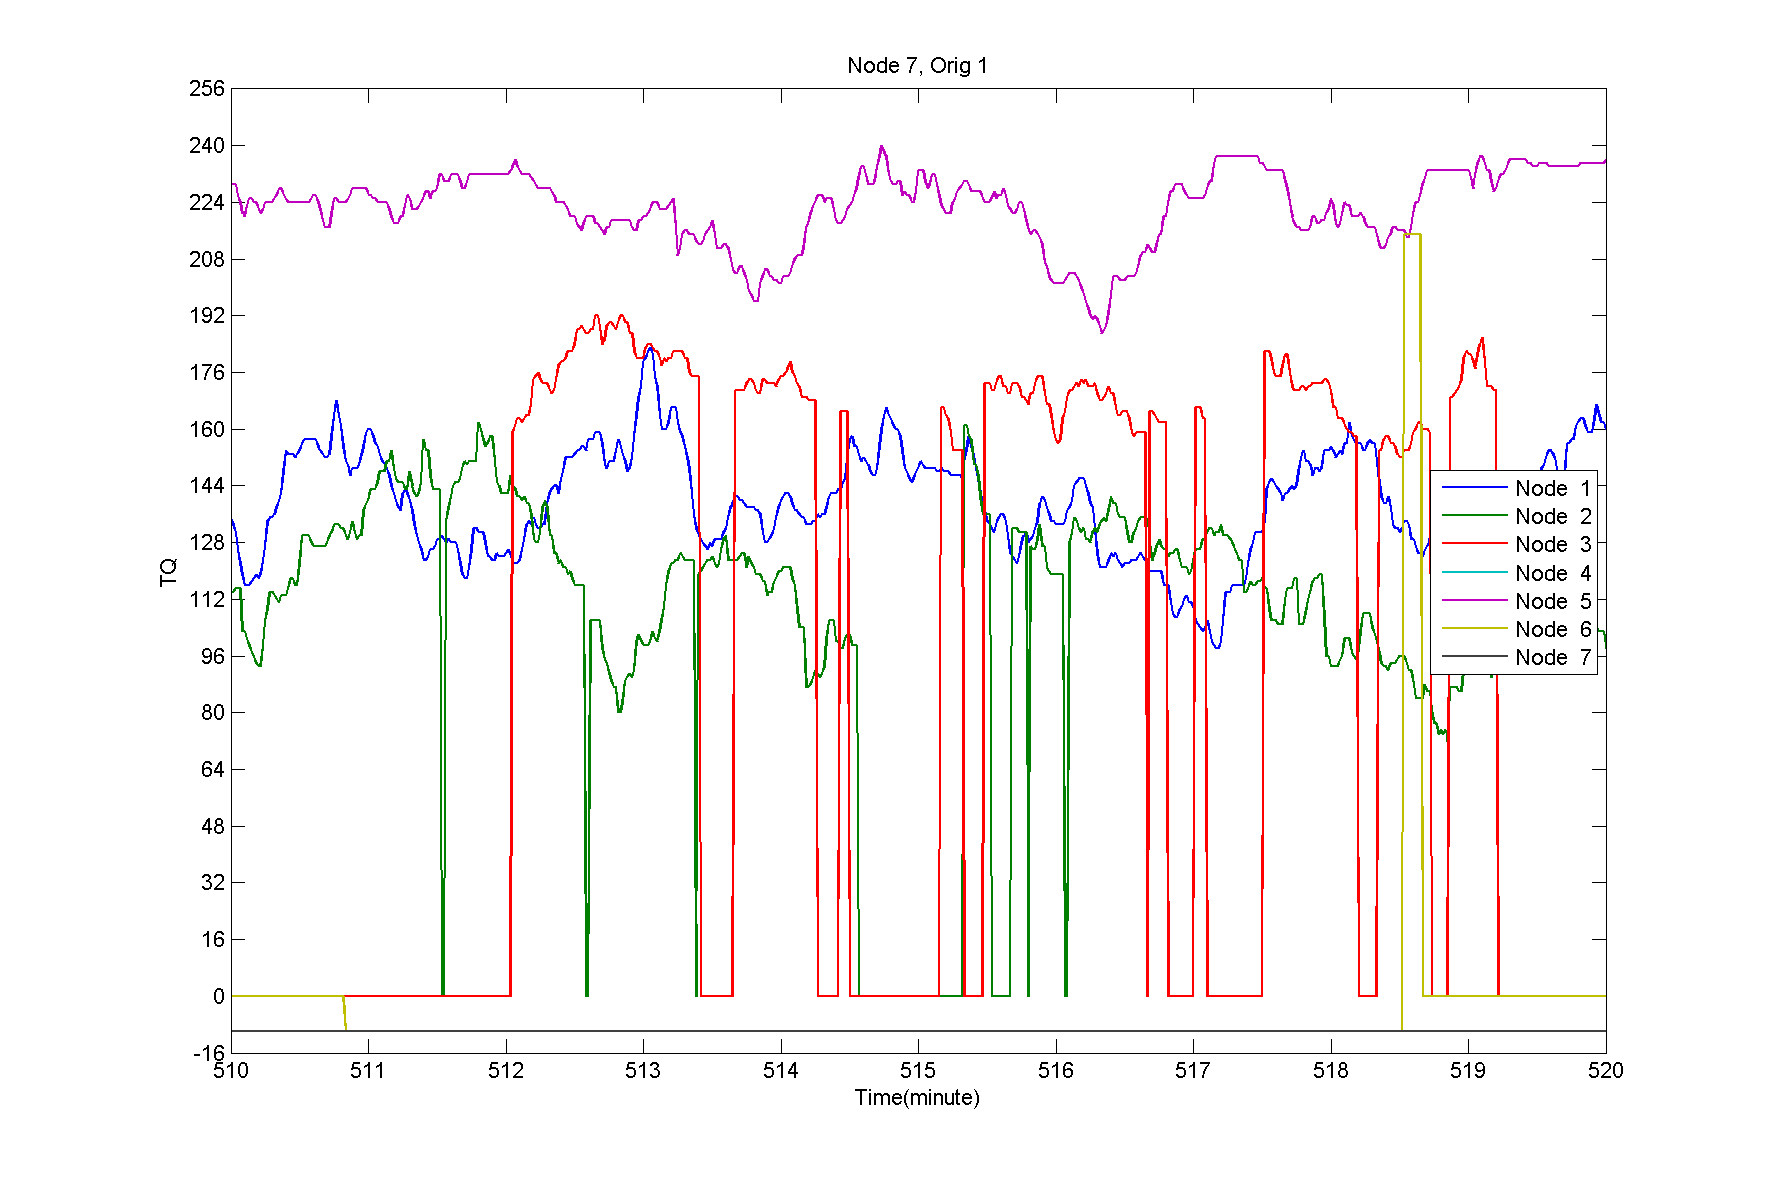 Node 7, Orig 1
256
240
224
208
192
176
160
144
128
112
96
80
64
48
32
16
0
-16
TQ
510 511 512 513 514 515 516 517 518 519 520
Time(minute)
Node 1
Node 2
Node 3
Node 4
Node 5
Node 6
Node 7